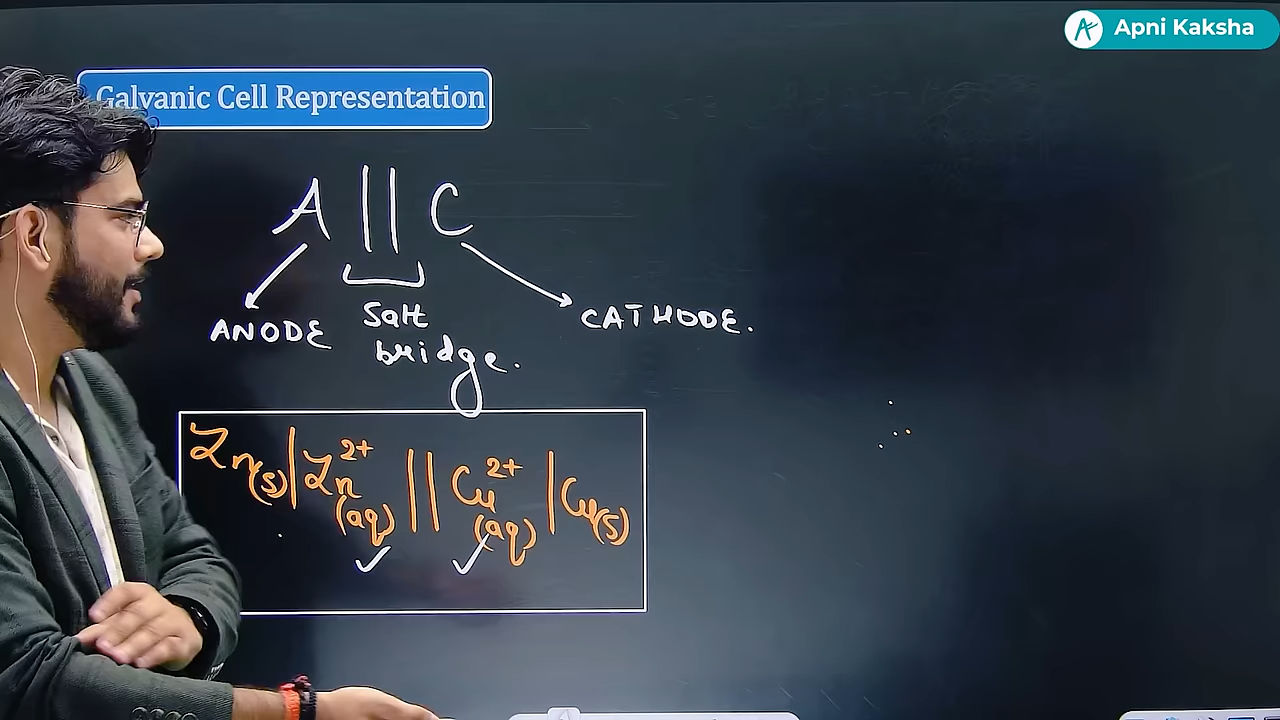 Apni Kaksha
Galvanic Cell Representation
A || C
ANODE
Salt
bridge.
CATHODE.
Zn(s)|Zn2+(aq) || Cu2+(aq) | Cu(s)